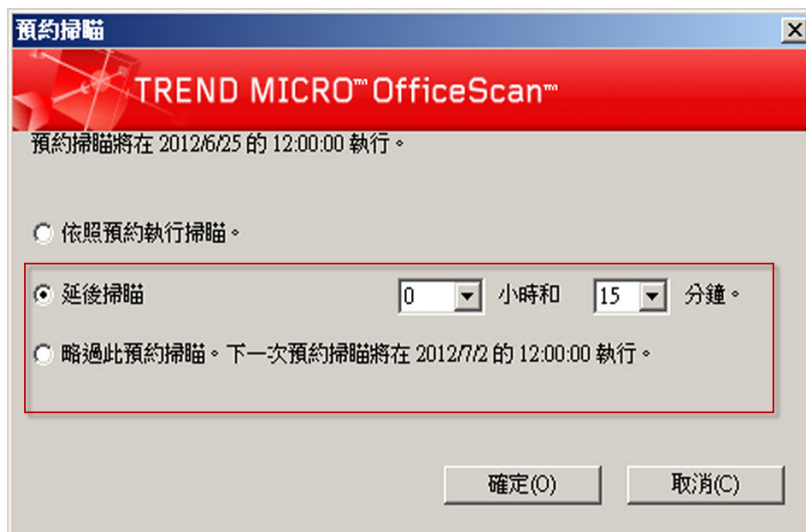 預約掃瞄
TREND MICRO™ OfficeScan™
預約掃瞄將在 2012/6/25 的 12:00:00 執行。
依照預約執行掃瞄。
延後掃瞄 0 小時和 15 分鐘。
略過此預約掃瞄。下一次預約掃瞄將在 2012/7/2 的 12:00:00 執行。
確定(O) 取消(C)